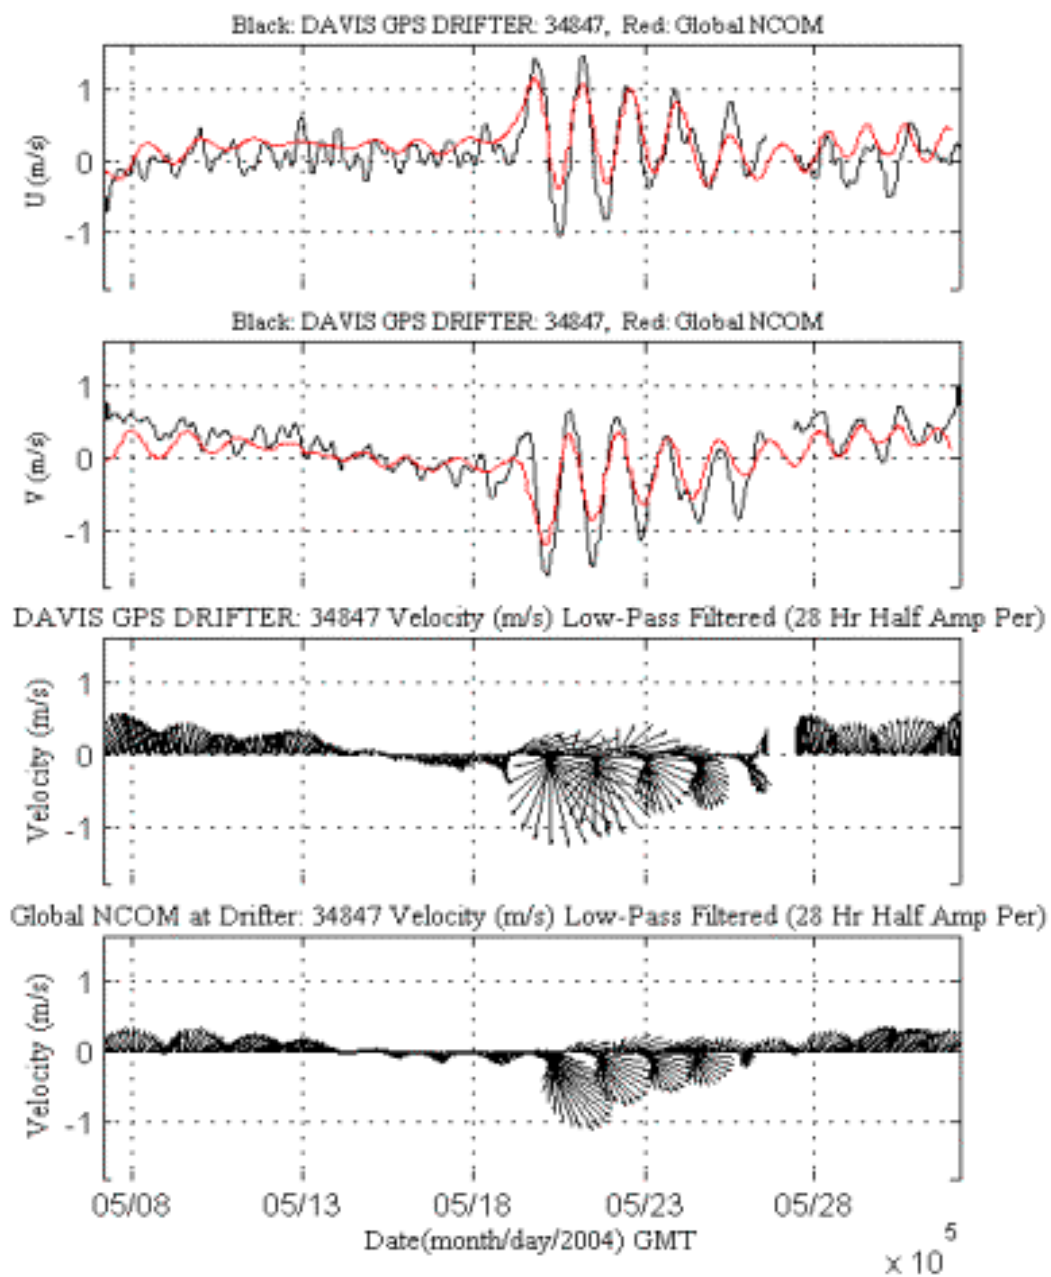 Black: DAVIS GPS DRIFTER: 34847, Red: Global NCOM
1
0
-1
U (m/s)
Black: DAVIS GPS DRIFTER: 34847, Red: Global NCOM
1
0
-1
V (m/s)
DAVIS GPS DRIFTER: 34847 Velocity (m/s) Low-Pass Filtered (28 Hr Half Amp Per)
1
0
-1
Velocity (m/s)
Global NCOM at Drifter: 34847 Velocity (m/s) Low-Pass Filtered (28 Hr Half Amp Per)
1
0
-1
Velocity (m/s)
05/08 05/13 05/18 05/23 05/28
Date(month/day/2004) GMT
x 10 5